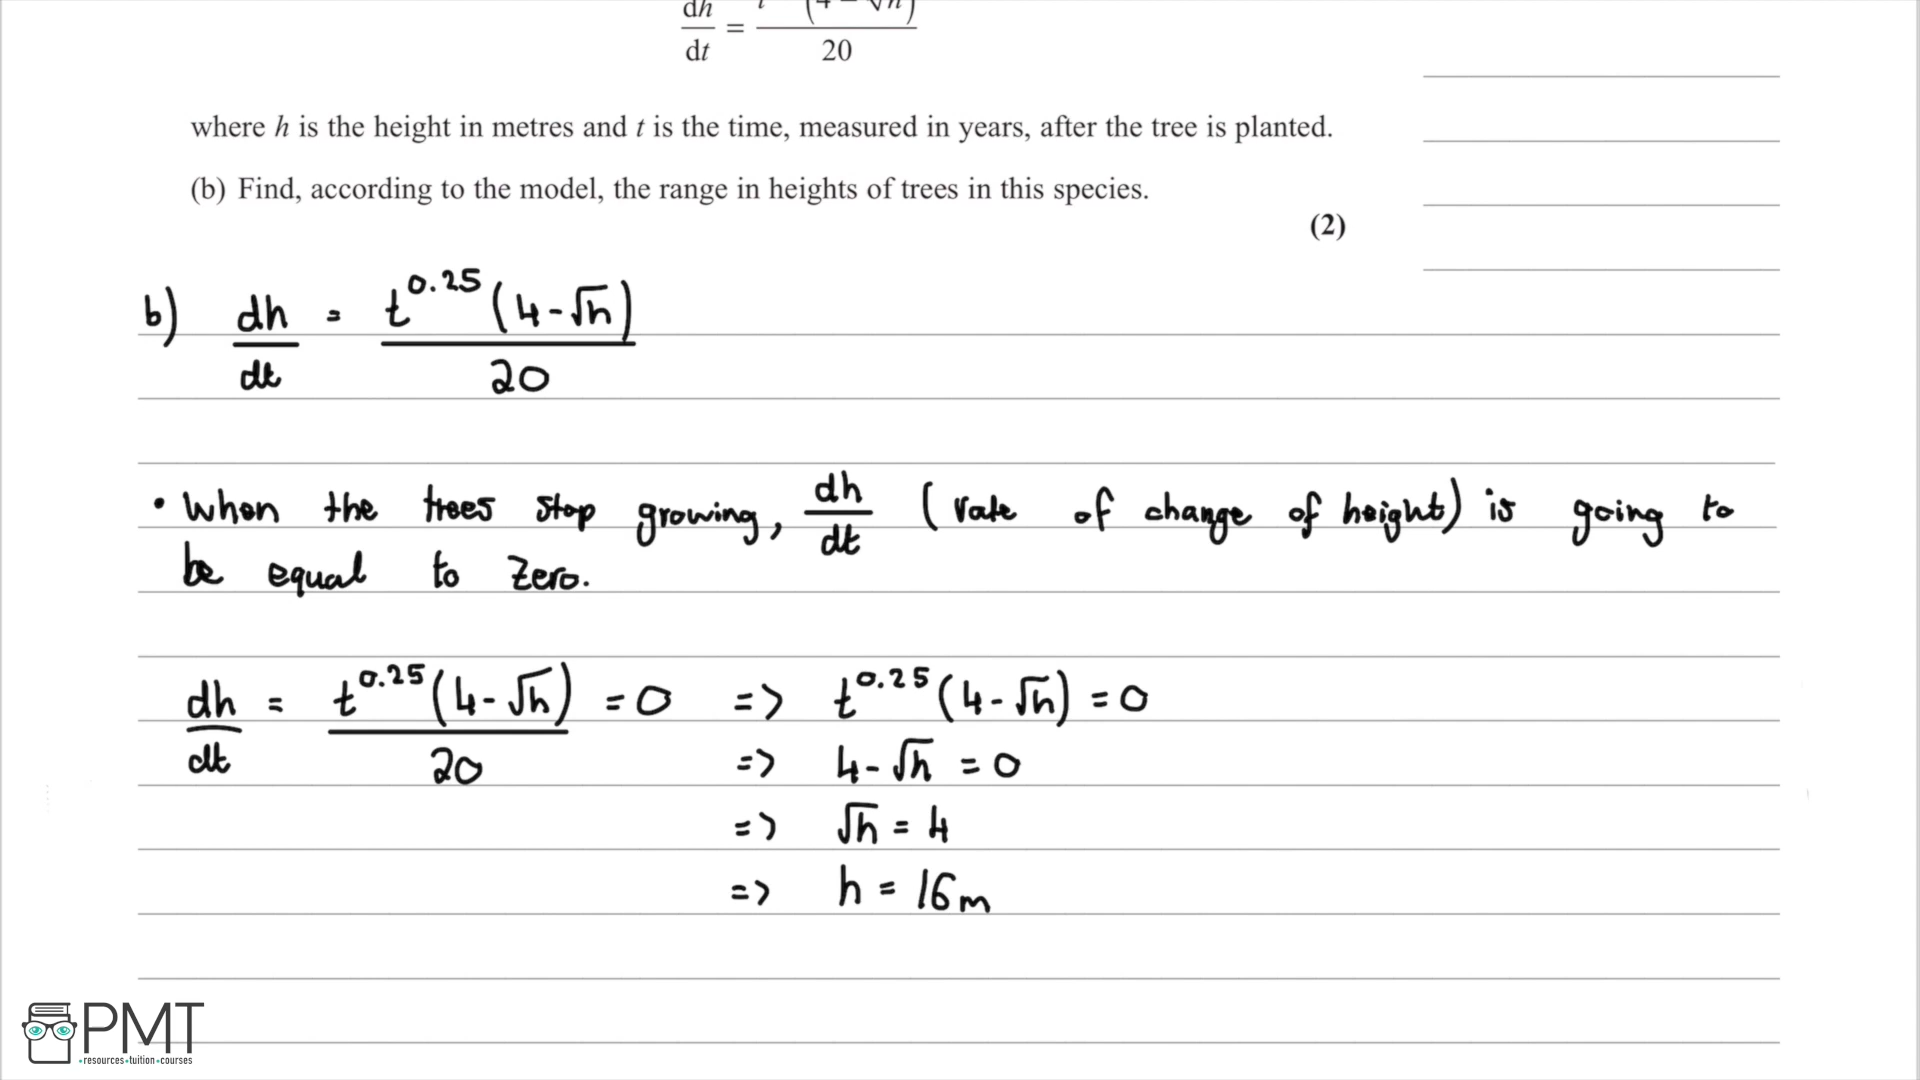 dh/dt = t (4 − √h) / 20
where h is the height in metres and t is the time, measured in years, after the tree is planted.
(b) Find, according to the model, the range in heights of trees in this species.
(2)
b) dh/dt = t^0.25 (4-√h) / 20
• When the trees stop growing, dh/dt (rate of change of height) is going to
be equal to zero.
dh/dt = t^0.25 (4-√h) / 20 = 0 => t^0.25 (4-√h) = 0
=> 4-√h = 0
=> √h = 4
=> h = 16m
PMT
•resources•tuition•courses